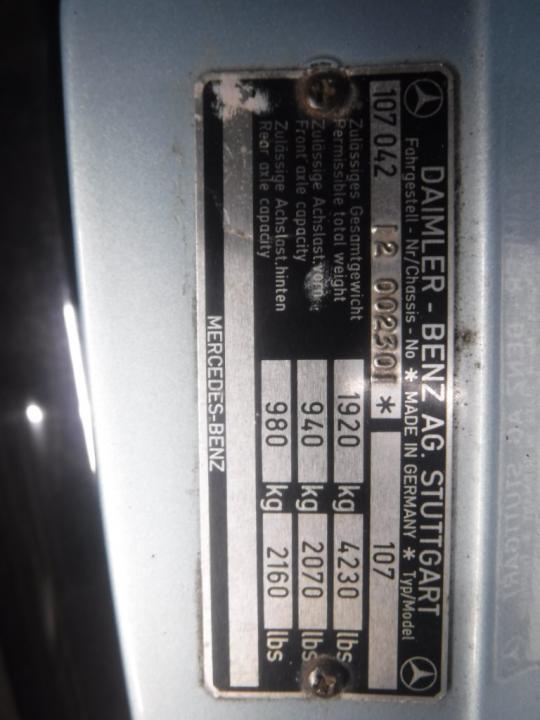 DAIMLER - BENZ AG. STUTTGART
Fahrgestell - Nr/Chassis - No * MADE IN GERMANY * Typ/Model
107 042 12 002301 * 107
Zulässiges Gesamtgewicht
Permissible total weight 1920 kg 4230 lbs
Zulässige Achslast.vorn
Front axle capacity 940 kg 2070 lbs
Zulässige Achslast.hinten
Rear axle capacity 980 kg 2160 lbs
MERCEDES-BENZ